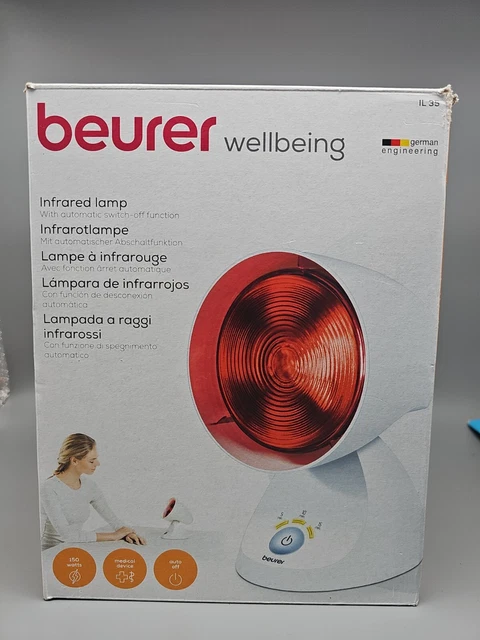 IL 35
beurer wellbeing
german
engineering
Infrared lamp
With automatic switch-off function
Infrarotlampe
Mit automatischer Abschaltfunktion
Lampe à infrarouge
Avec fonction arrêt automatique
Lámpara de infrarrojos
Con función de desconexión
automática
Lampada a raggi
infrarossi
Con funzione di spegnimento
automatico
beurer
150
watts
medical
device
auto
off